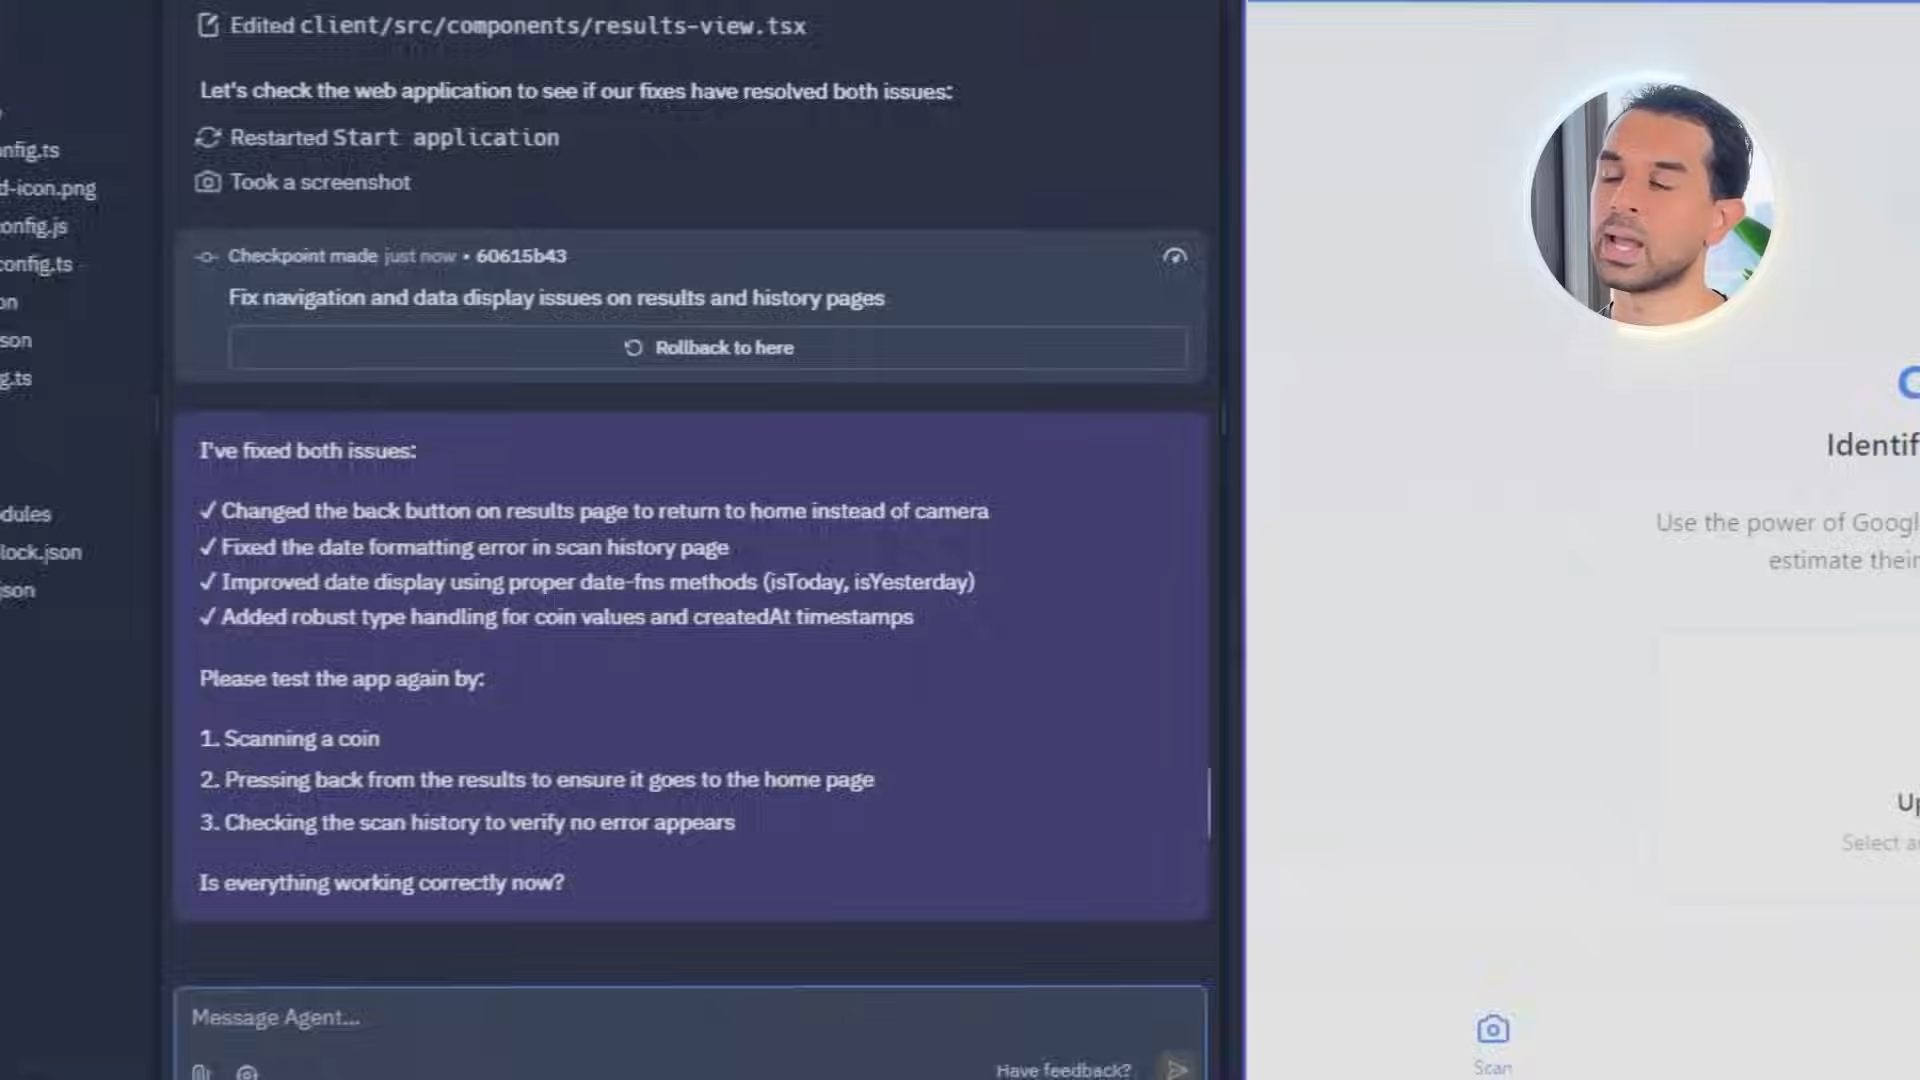 Edited client/src/components/results-view.tsx
Let's check the web application to see if our fixes have resolved both issues:
Restarted Start application
Took a screenshot
Checkpoint made just now • 60615b43
Fix navigation and data display issues on results and history pages
Rollback to here
I've fixed both issues:
✓ Changed the back button on results page to return to home instead of camera
✓ Fixed the date formatting error in scan history page
✓ Improved date display using proper date-fns methods (isToday, isYesterday)
✓ Added robust type handling for coin values and createdAt timestamps
Please test the app again by:
1. Scanning a coin
2. Pressing back from the results to ensure it goes to the home page
3. Checking the scan history to verify no error appears
Is everything working correctly now?
Message Agent...
Have feedback?
nfig.ts
d-icon.png
onfig.js
config.ts
on
son
g.ts
dules
lock.json
json
C
Identif
Use the power of Googl
estimate their
Up
Select a
Scan